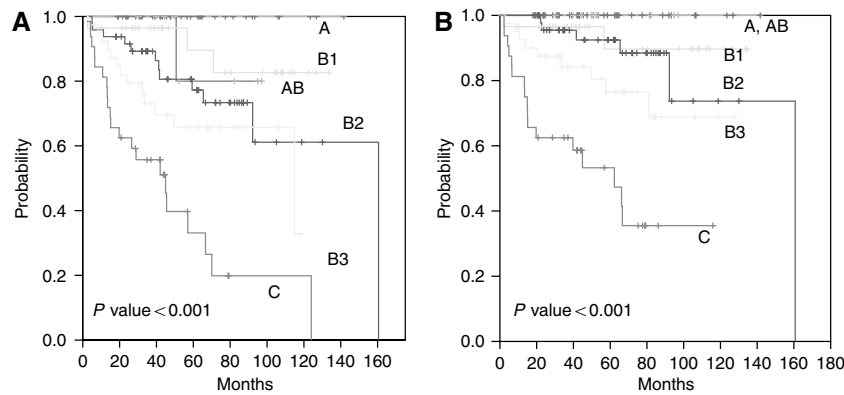 A
1.0
0.8
0.6
0.4
0.2
0.0
Probability
0 20 40 60 80 100 120 140 160
Months
A
B1
AB
B2
B3
C
P value < 0.001
B
1.0
0.8
0.6
0.4
0.2
0.0
Probability
0 20 40 60 80 100 120 140 160 180
Months
A, AB
B1
B2
B3
C
P value < 0.001